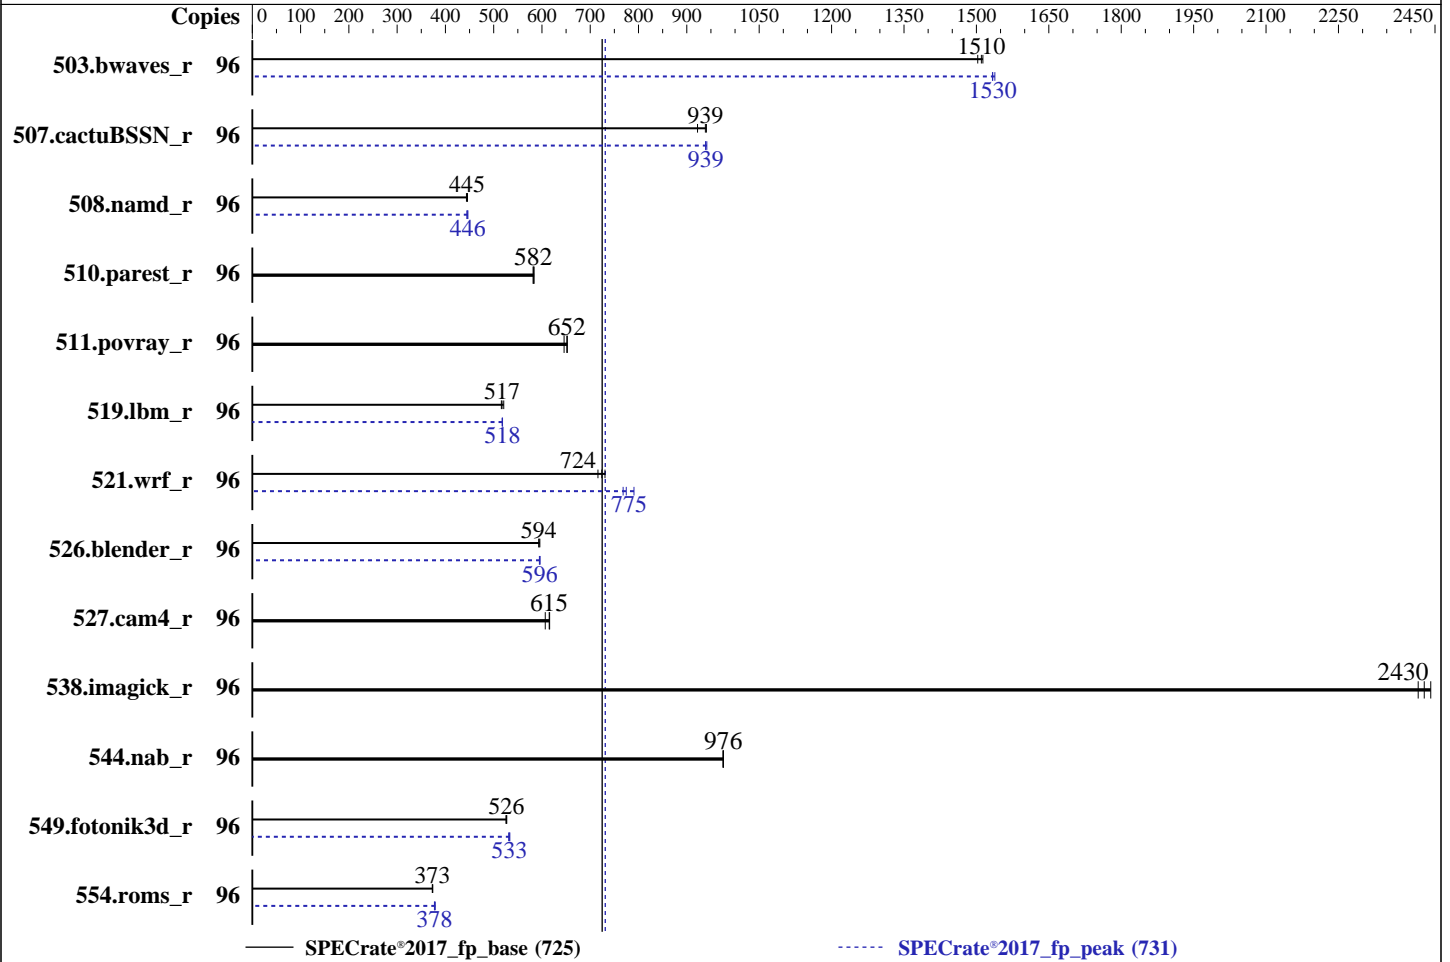 Copies 0 100 200 300 400 500 600 700 800 900 1050 1200 1350 1500 1650 1800 1950 2100 2250 2450
503.bwaves_r 96 1510
1530
507.cactuBSSN_r 96 939
939
508.namd_r 96 445
446
510.parest_r 96 582
511.povray_r 96 652
519.lbm_r 96 517
518
521.wrf_r 96 724
775
526.blender_r 96 594
596
527.cam4_r 96 615
538.imagick_r 96 2430
544.nab_r 96 976
549.fotonik3d_r 96 526
533
554.roms_r 96 373
378
SPECrate®2017_fp_base (725) SPECrate®2017_fp_peak (731)